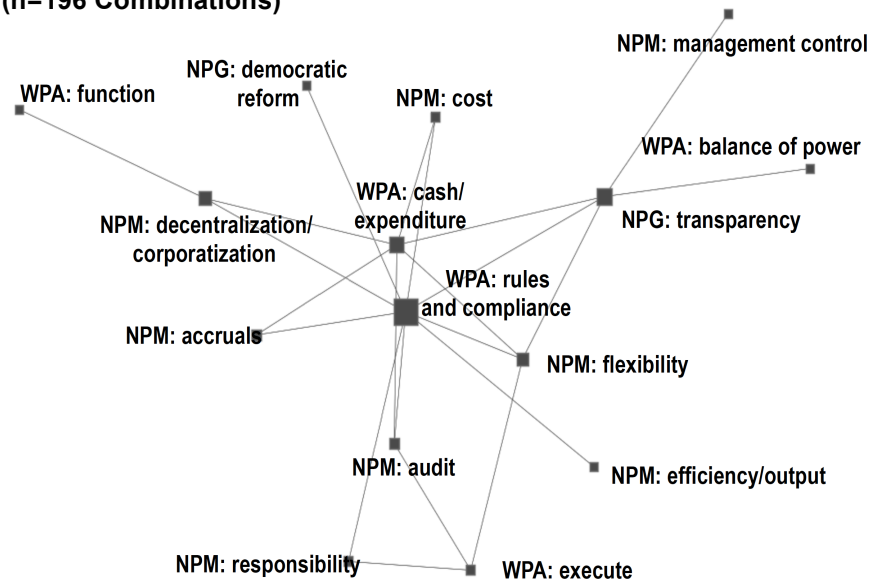 (n=196 Combinations)
NPM: management control
NPG: democratic
reform
WPA: function
NPM: cost
WPA: balance of power
WPA: cash/
expenditure
NPG: transparency
NPM: decentralization/
corporatization
WPA: rules
and compliance
NPM: accruals
NPM: flexibility
NPM: audit
NPM: efficiency/output
NPM: responsibility
WPA: execute